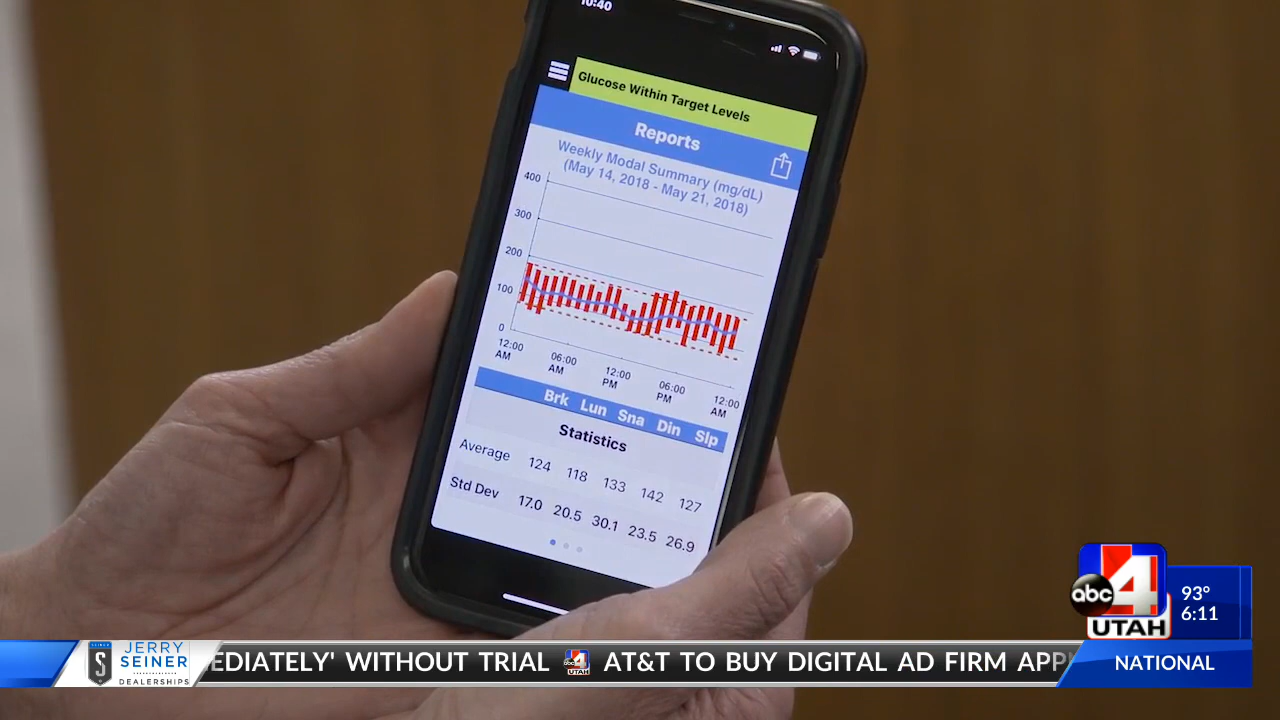 10:40
Glucose Within Target Levels
Reports
Weekly Modal Summary (mg/dL)
(May 14, 2018 - May 21, 2018)
400
300
200
100
0
12:00 AM
06:00 AM
12:00 PM
06:00 PM
12:00 AM
Brk Lun Sna Din Slp
Statistics
Average 124 118 133 142 127
Std Dev 17.0 20.5 30.1 23.5 26.9
abc 4 UTAH
93°
6:11
S
JERRY SEINER
DEALERSHIPS
EDIATELY' WITHOUT TRIAL abc 4 UTAH AT&T TO BUY DIGITAL AD FIRM APP
NATIONAL